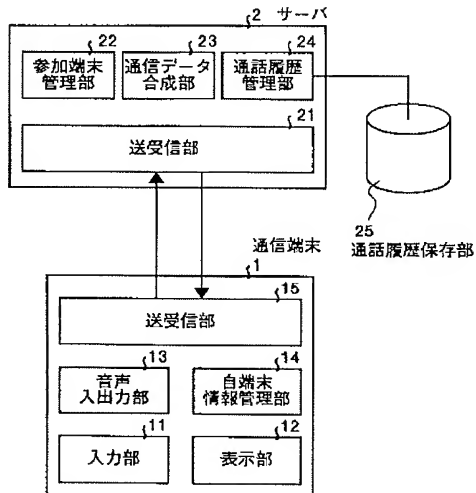 2 サーバ
22 23 24
参加端末
管理部
通信データ
合成部
通話履歴
管理部
21
送受信部
25
通話履歴保存部
通信端末
1
15
送受信部
13
音声
入出力部
14
自端末
情報管理部
11
入力部
12
表示部